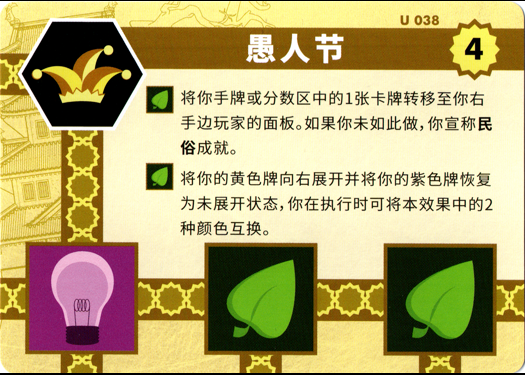 U 038
愚人节
4
将你手牌或分数区中的1张卡牌转移至你右
手边玩家的面板。如果你未如此做，你宣称民
俗成就。
将你的黄色牌向右展开并将你的紫色牌恢复
为未展开状态，你在执行时可将本效果中的2
种颜色互换。